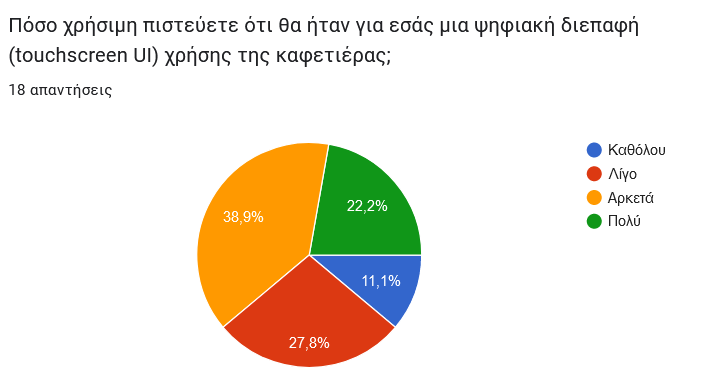 Πόσο χρήσιμη πιστεύετε ότι θα ήταν για εσάς μια ψηφιακή διεπαφή
(touchscreen UI) χρήσης της καφετιέρας;
18 απαντήσεις
Καθόλου
Λίγο
Αρκετά
Πολύ
38,9%
22,2%
11,1%
27,8%